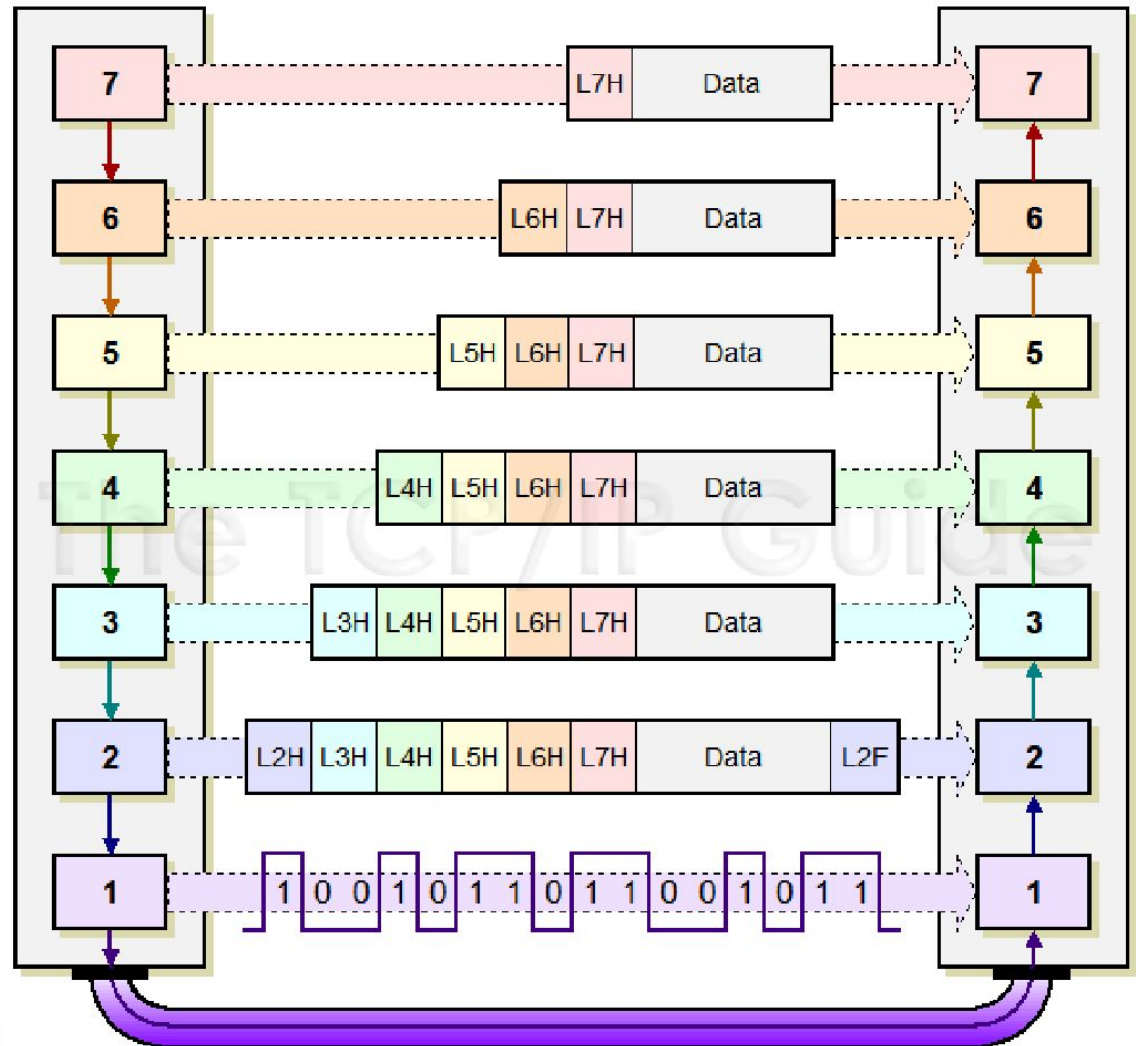 7 L7H Data 7
6 L6H L7H Data 6
5 L5H L6H L7H Data 5
4 L4H L5H L6H L7H Data 4
The TCP/IP Guide
3 L3H L4H L5H L6H L7H Data 3
2 L2H L3H L4H L5H L6H L7H Data L2F 2
1 1 0 0 1 0 1 1 0 1 1 0 0 1 0 1 1 1